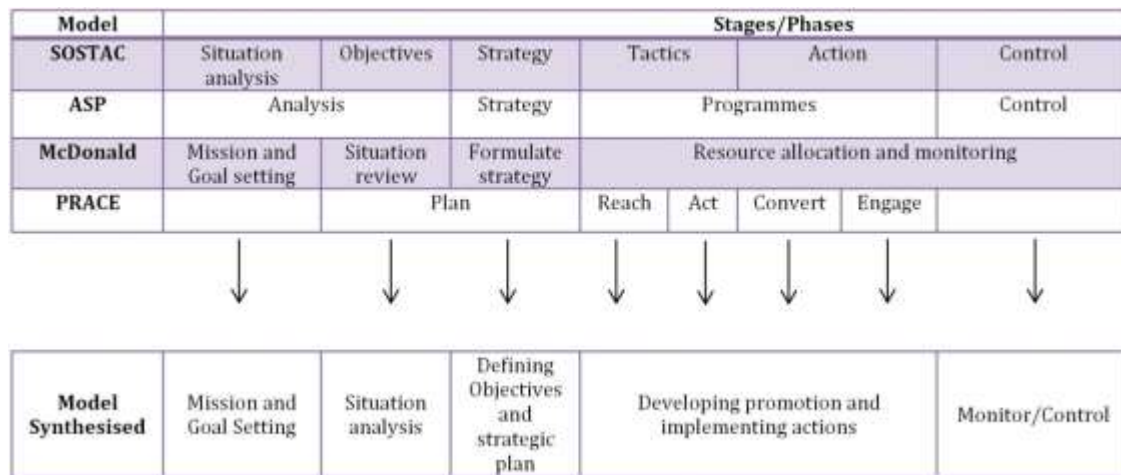 Model Stages/Phases
SOSTAC Situation analysis Objectives Strategy Tactics Action Control
ASP Analysis Strategy Programmes Control
McDonald Mission and Goal setting Situation review Formulate strategy Resource allocation and monitoring
PRACE Plan Reach Act Convert Engage
Model Synthesised Mission and Goal Setting Situation analysis Defining Objectives and strategic plan Developing promotion and implementing actions Monitor/Control